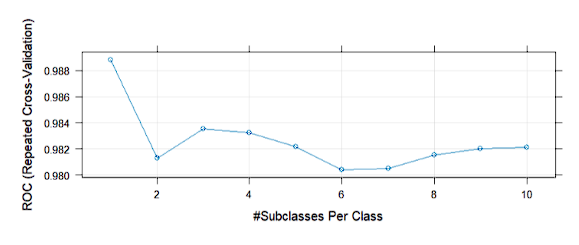 ROC (Repeated Cross-Validation)
0.988
0.986
0.984
0.982
0.980
2 4 6 8 10
#Subclasses Per Class